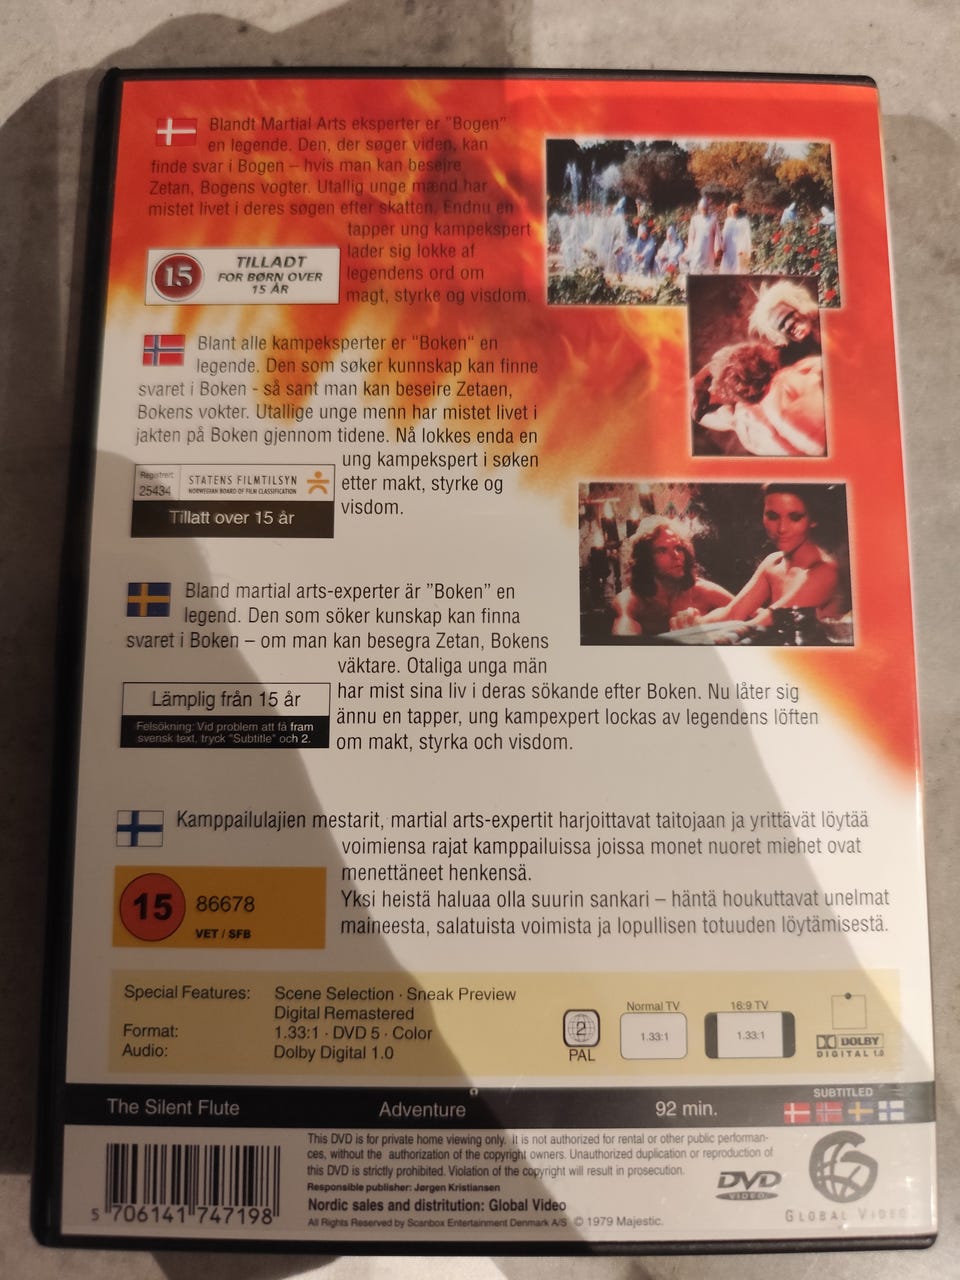 Blandt Martial Arts eksperter er "Bogen"
en legende. Den, der søger viden, kan
finde svar i Bogen – hvis man kan besejre
Zetan, Bogens vogter. Utallig unge mænd har
mistet livet i deres søgen efter skatten. Endnu en
tapper ung kampekspert
lader sig lokke af
legendens ord om
magt, styrke og visdom.
15
TILLADT
FOR BØRN OVER
15 ÅR
Blant alle kampeksperter er "Boken" en
legende. Den som søker kunnskap kan finne
svaret i Boken - så sant man kan beseire Zetaen,
Bokens vokter. Utallige unge menn har mistet livet i
jakten på Boken gjennom tidene. Nå lokkes enda en
ung kampekspert i søken
etter makt, styrke og
visdom.
Registrert
25434
STATENS FILMTILSYN
NORWEGIAN BOARD OF FILM CLASSIFICATION
Tillatt over 15 år
Bland martial arts-experter är "Boken" en
legend. Den som söker kunskap kan finna
svaret i Boken – om man kan besegra Zetan, Bokens
väktare. Otaliga unga män
har mist sina liv i deras sökande efter Boken. Nu låter sig
ännu en tapper, ung kampexpert lockas av legendens löften
om makt, styrka och visdom.
Lämplig från 15 år
Felsökning: Vid problem att få fram
svensk text, tryck "Subtitle" och 2.
Kamppailulajien mestarit, martial arts-expertit harjoittavat taitojaan ja yrittävät löytää
voimiensa rajat kamppailuissa joissa monet nuoret miehet ovat
menettäneet henkensä.
Yksi heistä haluaa olla suurin sankari – häntä houkuttavat unelmat
maineesta, salatuista voimista ja lopullisen totuuden löytämisestä.
15
86678
VET / SFB
Special Features: Scene Selection · Sneak Preview
Digital Remastered
Format: 1.33:1 · DVD 5 · Color
Audio: Dolby Digital 1.0
2
PAL
Normal TV
1.33:1
16:9 TV
1.33:1
DOLBY
DIGITAL 1.0
The Silent Flute
Adventure
92 min.
SUBTITLED
This DVD is for private home viewing only. It is not authorized for rental or other public performan-
ces, without the authorization of the copyright owners. Unauthorized duplication or reproduction of
this DVD is strictly prohibited. Violation of the copyright will result in prosecution.
Responsible publisher: Jørgen Kristiansen
Nordic sales and distritution: Global Video
All Rights Reserved by Scanbox Entertainment Denmark A/S © 1979 Majestic.
5 706141 747198
DVD
VIDEO
GLOBAL VIDEO